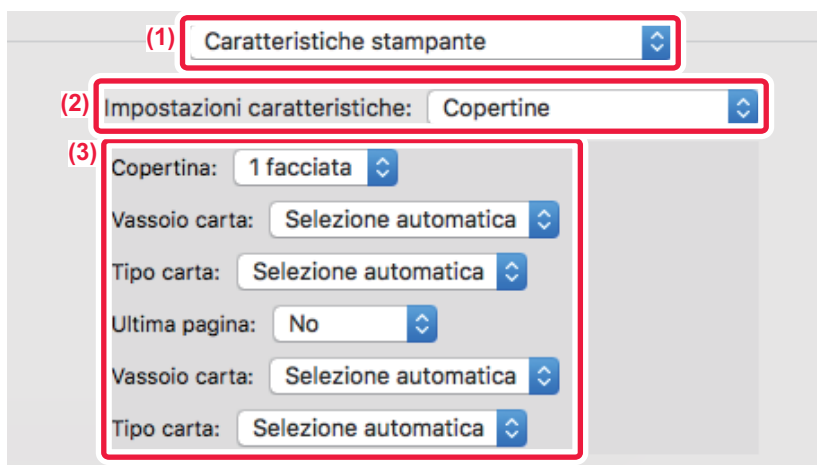 (1) Caratteristiche stampante
(2) Impostazioni caratteristiche: Copertine
(3)
Copertina: 1 facciata
Vassoio carta: Selezione automatica
Tipo carta: Selezione automatica
Ultima pagina: No
Vassoio carta: Selezione automatica
Tipo carta: Selezione automatica